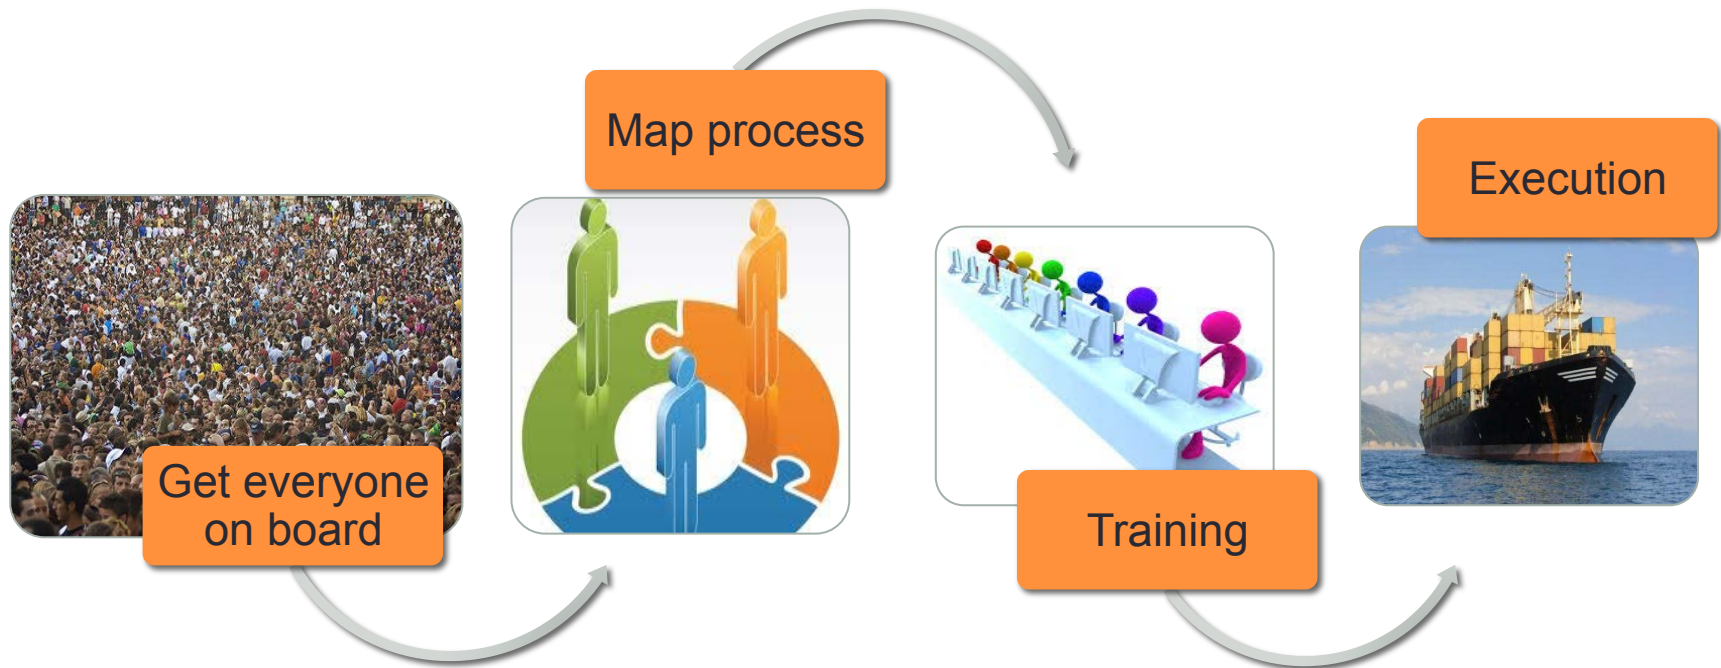 Get everyone
on board
Map process
Training
Execution